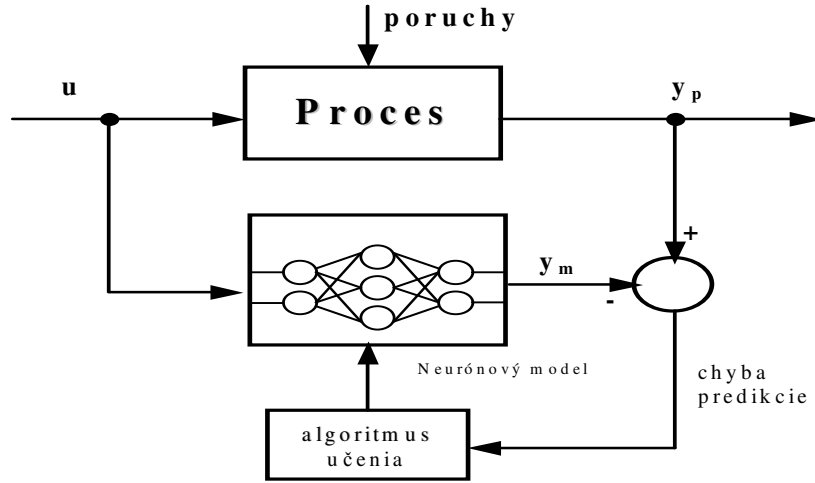 poruchy
u
Proces
y p
y m
+
-
Neurónový model
chyba
predikcie
algoritmus
učenia